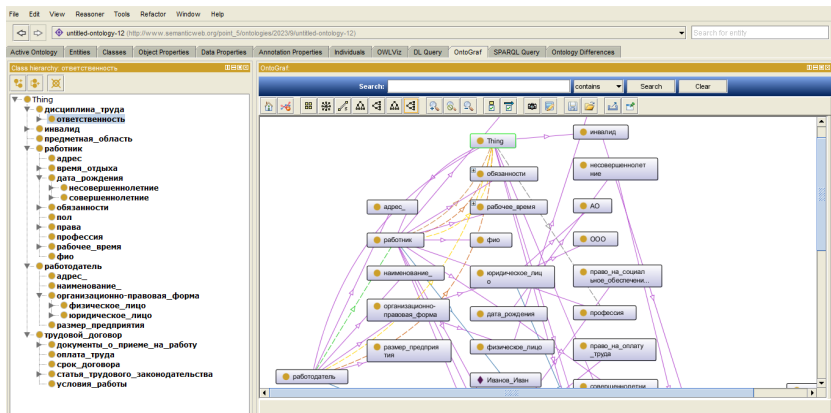 File Edit View Reasoner Tools Refactor Window Help
untitled-ontology-12 (http://www.semanticweb.org/point_5/ontologies/2023/9/untitled-ontology-12)
Search for entity
Active Ontology Entities Classes Object Properties Data Properties Annotation Properties Individuals OWLViz DL Query OntoGraf SPARQL Query Ontology Differences
Class hierarchy: ответственность
Thing
дисциплина_труда
ответственность
инвалид
предметная_область
работник
адрес
время_отдыха
дата_рождения
несовершеннолетние
совершеннолетние
обязанности
пол
права
профессия
рабочее_время
фио
работодатель
адрес_
наименование_
организационно-правовая_форма
физическое_лицо
юридическое_лицо
размер_предприятия
трудовой_договор
документы_о_приеме_на_работу
оплата_труда
срок_договора
статья_трудового_законодательства
условия_работы
OntoGraf
Search: contains Search Clear
инвалид
Thing
несовершеннолет
ние
обязанности
адрес_
рабочее_время
АО
работник
фио
ООО
наименование_
юридическое_лиц
о
право_на_социал
ьное_обеспечени...
организационно-
правовая_форма
дата_рождения
профессия
размер_предприя
тия
физическое_лицо
право_на_оплату
_труда
работодатель
Иванов_Иван
совершеннолетни